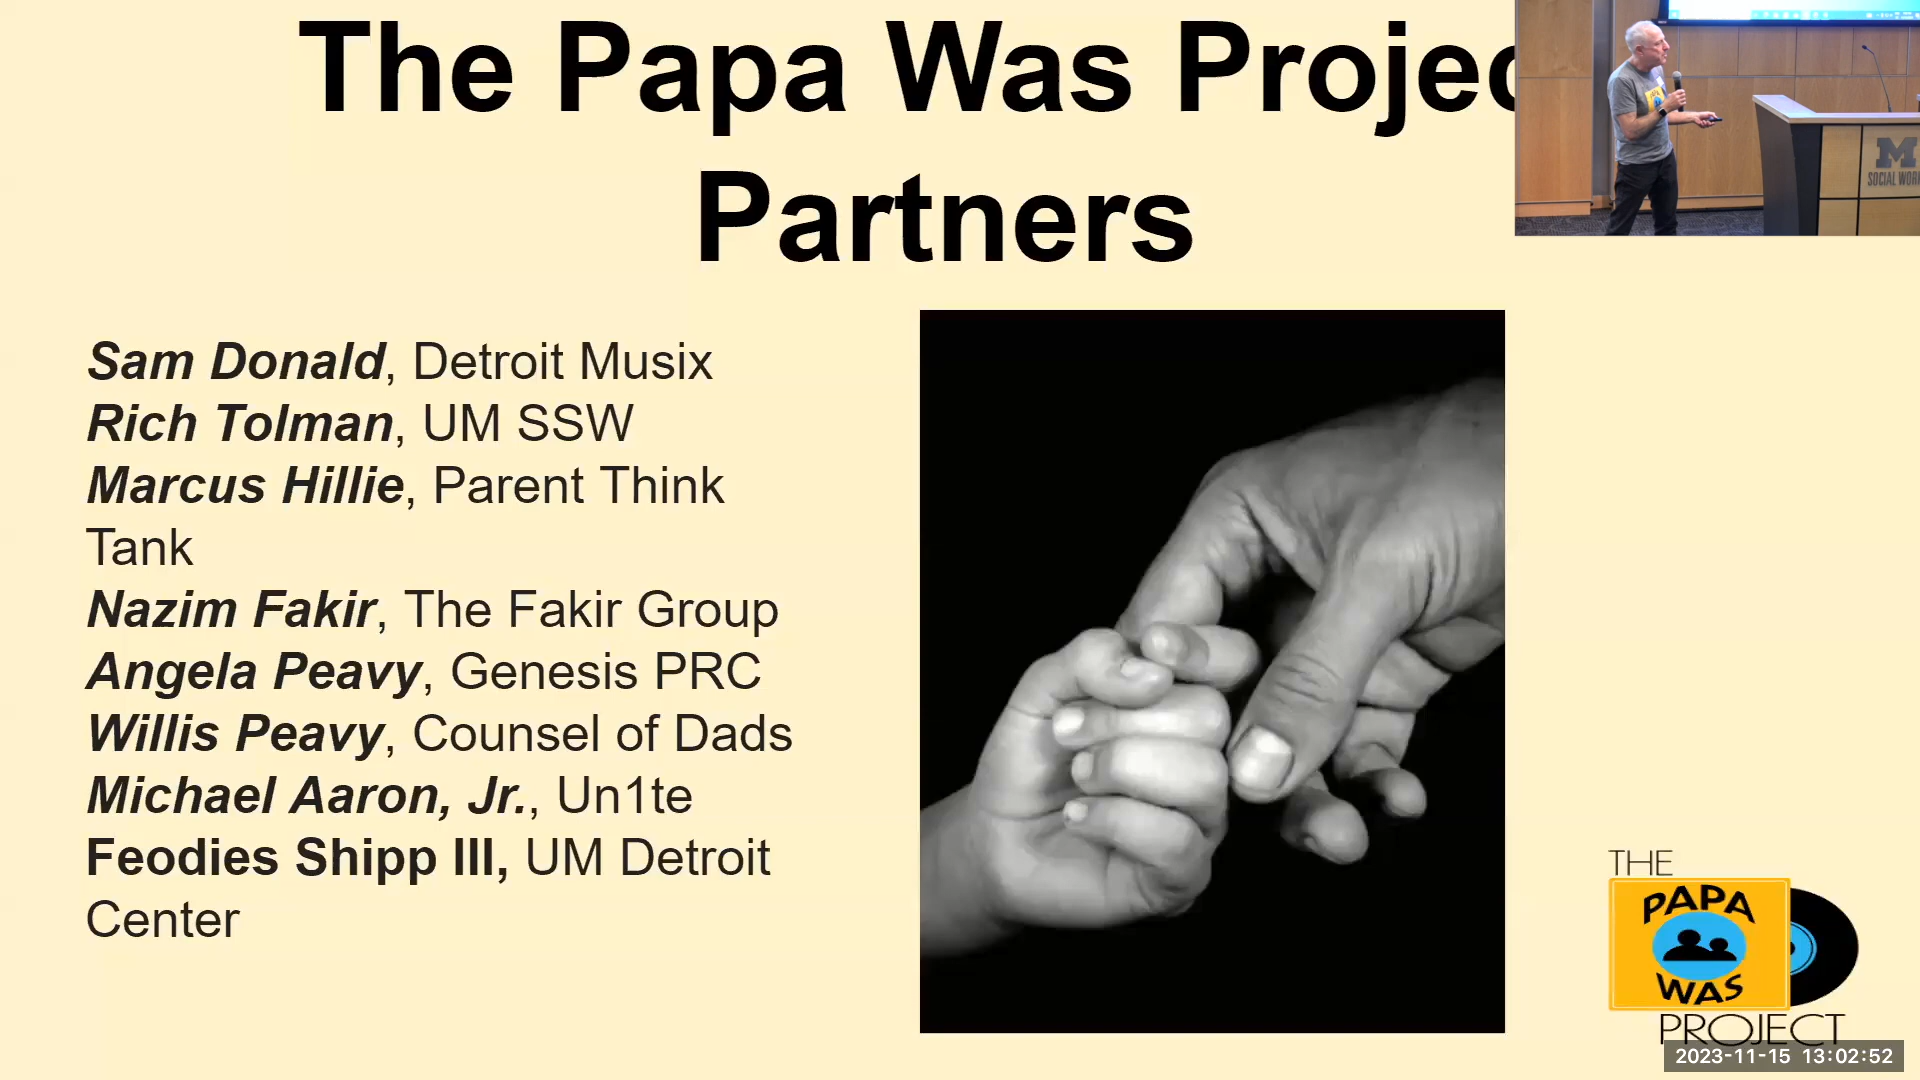 The Papa Was Projec
Partners
Sam Donald, Detroit Musix
Rich Tolman, UM SSW
Marcus Hillie, Parent Think
Tank
Nazim Fakir, The Fakir Group
Angela Peavy, Genesis PRC
Willis Peavy, Counsel of Dads
Michael Aaron, Jr., Un1te
Feodies Shipp III, UM Detroit
Center
M
SOCIAL WORK
THE
PAPA
WAS
PROJECT
2023-11-15 13:02:52